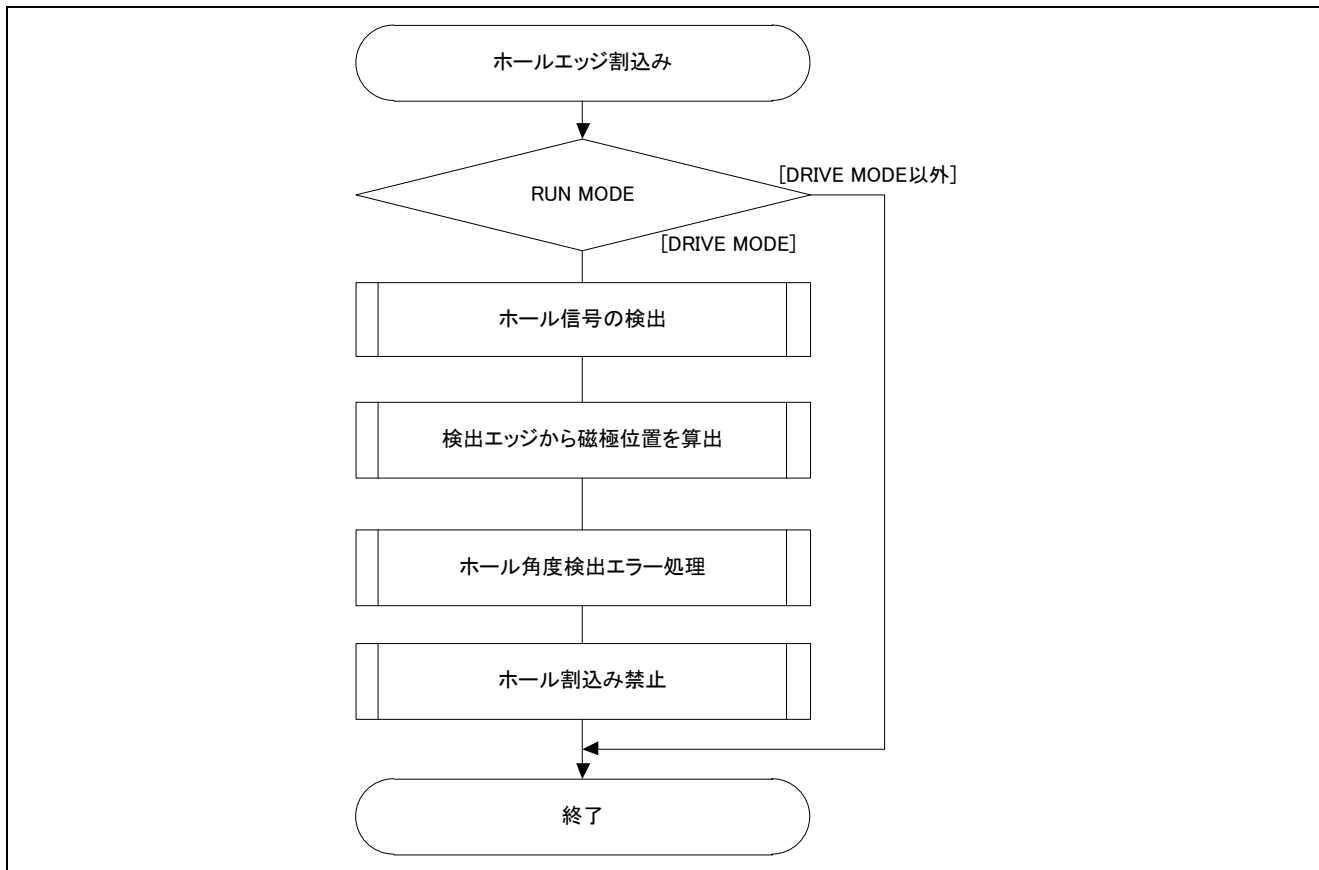 ホールエッジ割込み
RUN MODE
[DRIVE MODE以外]
[DRIVE MODE]
ホール信号の検出
検出エッジから磁極位置を算出
ホール角度検出エラー処理
ホール割込み禁止
終了